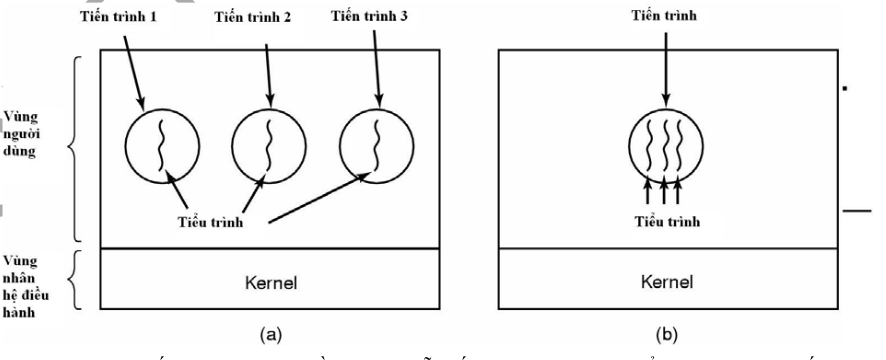 Tiến trình 1
Tiến trình 2
Tiến trình 3
Tiến trình
Vùng
người
dùng
Tiểu trình
Tiểu trình
Vùng
nhân
hệ điều
hành
Kernel
Kernel
(a)
(b)